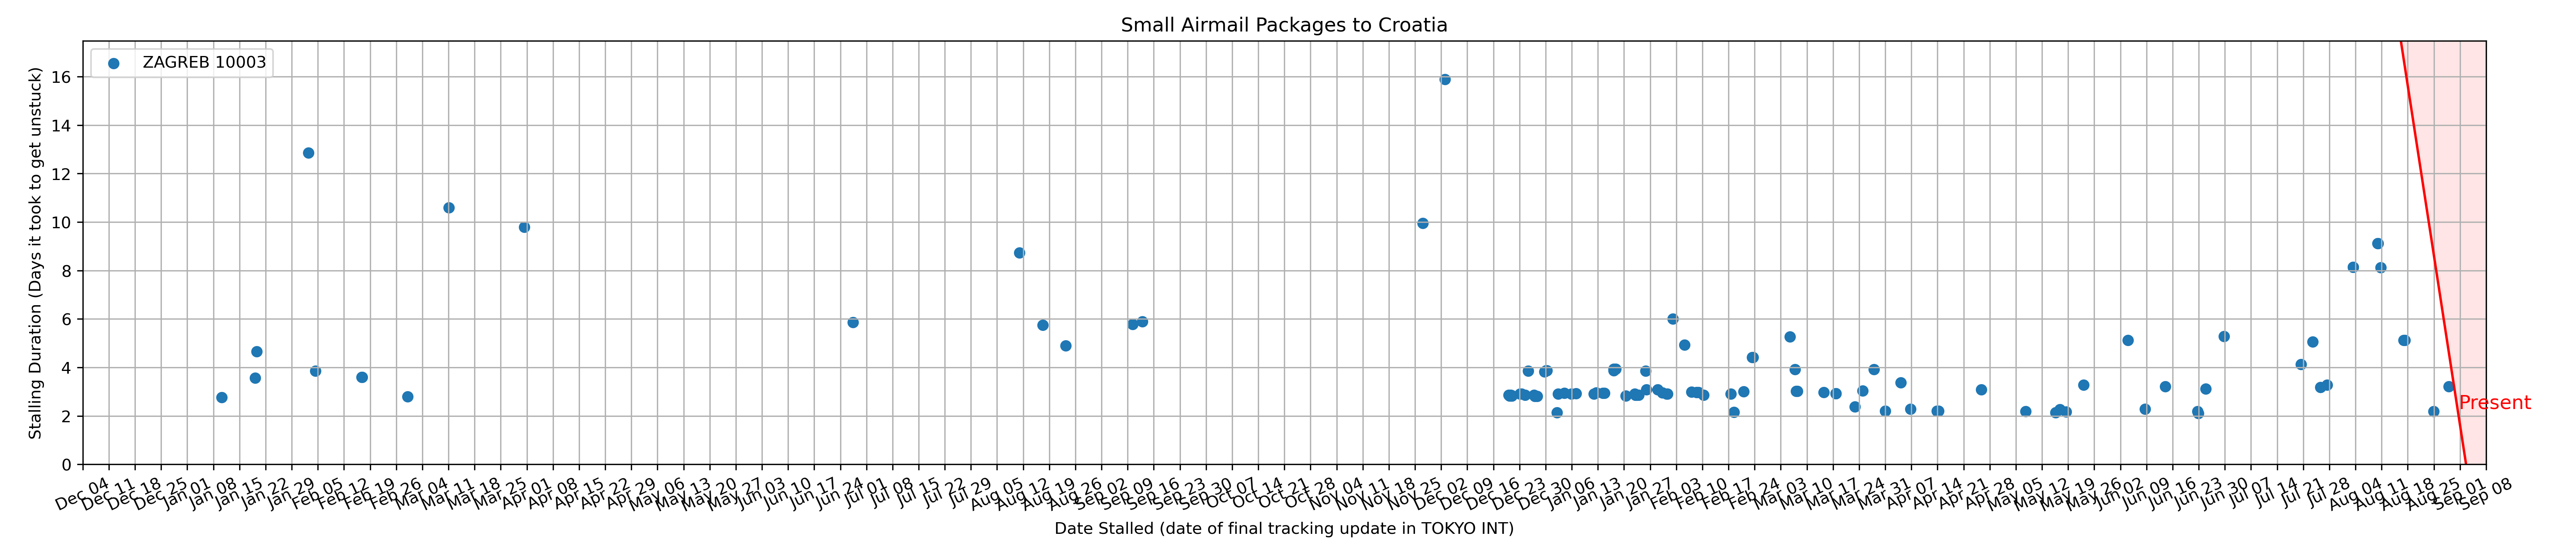 Small Airmail Packages to Croatia
ZAGREB 10003
Stalling Duration (Days it took to get unstuck)
16
14
12
10
8
6
4
2
0
Present
Dec 04
Dec 11
Dec 18
Dec 25
Jan 01
Jan 08
Jan 15
Jan 22
Jan 29
Feb 05
Feb 12
Feb 19
Feb 26
Mar 04
Mar 11
Mar 18
Mar 25
Apr 01
Apr 08
Apr 15
Apr 22
Apr 29
May 06
May 13
May 20
May 27
Jun 03
Jun 10
Jun 17
Jun 24
Jul 01
Jul 08
Jul 15
Jul 22
Jul 29
Aug 05
Aug 12
Aug 19
Aug 26
Sep 02
Sep 09
Sep 16
Sep 23
Sep 30
Oct 07
Oct 14
Oct 21
Oct 28
Nov 04
Nov 11
Nov 18
Nov 25
Dec 02
Dec 09
Dec 16
Dec 23
Dec 30
Jan 06
Jan 13
Jan 20
Jan 27
Feb 03
Feb 10
Feb 17
Feb 24
Mar 03
Mar 10
Mar 17
Mar 24
Mar 31
Apr 07
Apr 14
Apr 21
Apr 28
May 05
May 12
May 19
May 26
Jun 02
Jun 09
Jun 16
Jun 23
Jun 30
Jul 07
Jul 14
Jul 21
Jul 28
Aug 04
Aug 11
Aug 18
Aug 25
Sep 01
Sep 08
Date Stalled (date of final tracking update in TOKYO INT)